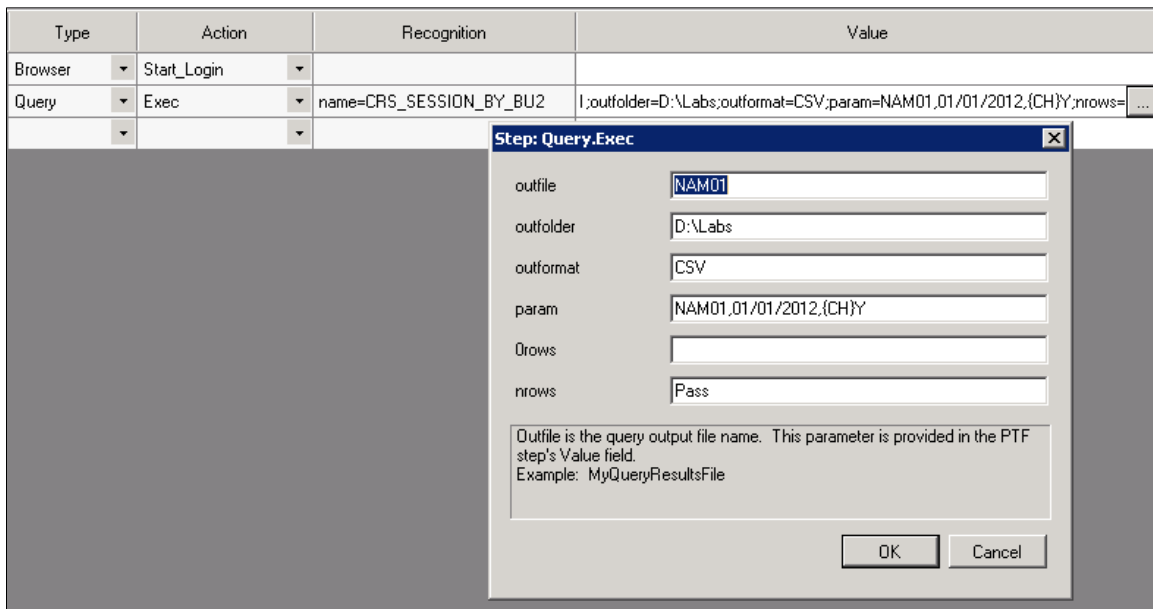 Type Action Recognition Value
Browser Start_Login
Query Exec name=CRS_SESSION_BY_BU2 ;outfolder=D:\Labs;outformat=CSV;param=NAM01,01/01/2012,{CH}Y;nrows= ...
Step: Query.Exec
outfile NAM01
outfolder D:\Labs
outformat CSV
param NAM01,01/01/2012,{CH}Y
0rows
nrows Pass
Outfile is the query output file name. This parameter is provided in the PTF
step's Value field.
Example: MyQueryResultsFile
OK Cancel